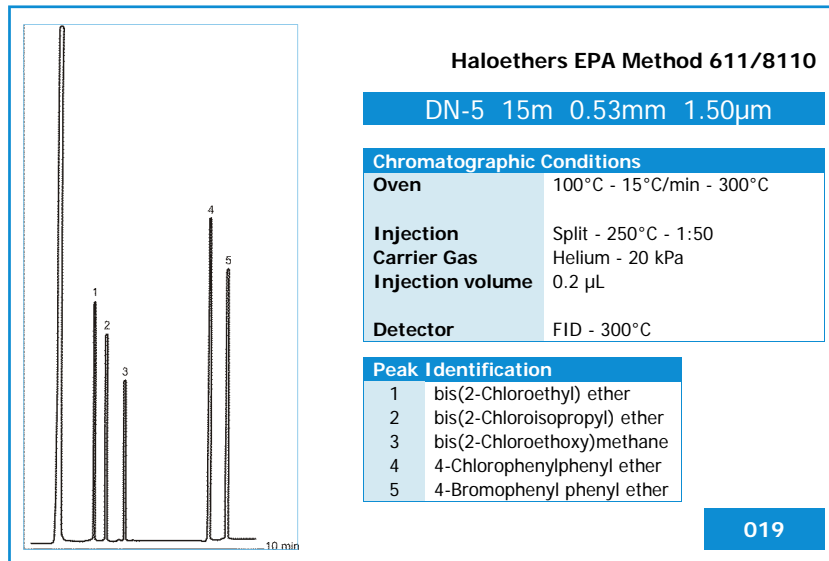 Haloethers EPA Method 611/8110
DN-5 15m 0.53mm 1.50µm
Chromatographic Conditions
Oven 100°C - 15°C/min - 300°C
Injection Split - 250°C - 1:50
Carrier Gas Helium - 20 kPa
Injection volume 0.2 µL
Detector FID - 300°C
Peak Identification
1 bis(2-Chloroethyl) ether
2 bis(2-Chloroisopropyl) ether
3 bis(2-Chloroethoxy)methane
4 4-Chlorophenylphenyl ether
5 4-Bromophenyl phenyl ether
019
1
2
3
4
5
10 min